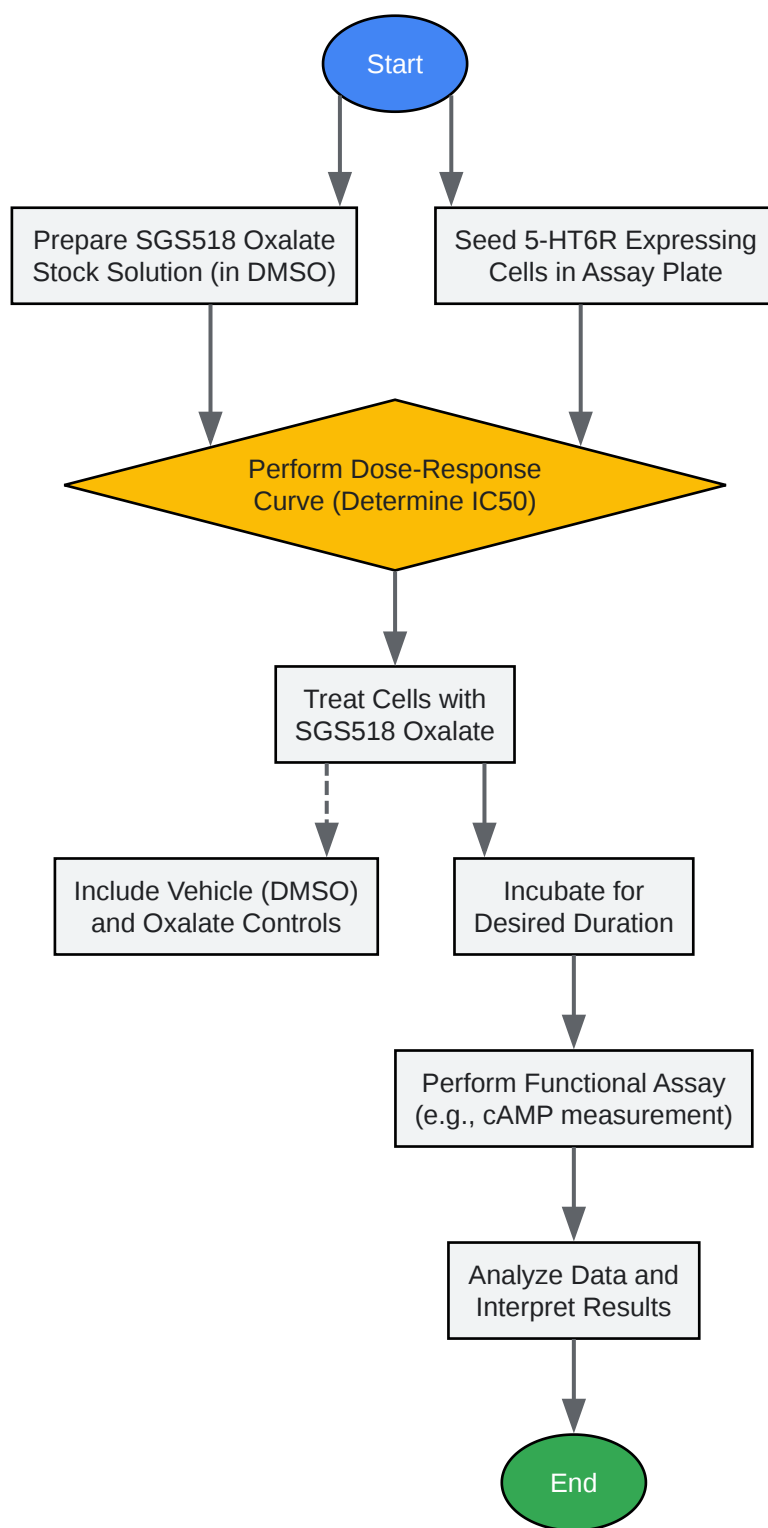 Start
Prepare SGS518 Oxalate
Stock Solution (in DMSO)
Seed 5-HT6R Expressing
Cells in Assay Plate
Perform Dose-Response
Curve (Determine IC50)
Treat Cells with
SGS518 Oxalate
Include Vehicle (DMSO)
and Oxalate Controls
Incubate for
Desired Duration
Perform Functional Assay
(e.g., cAMP measurement)
Analyze Data and
Interpret Results
End